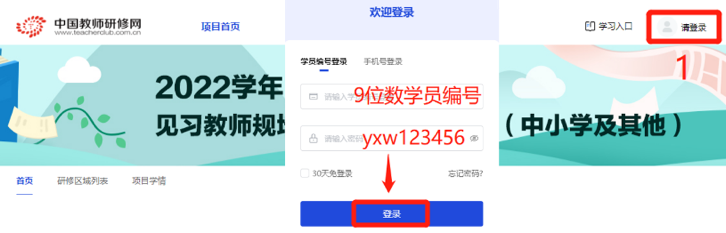 中国教师研修网
www.teacherclub.com.cn
项目首页
欢迎登录
学习入口
请登录
1
学员编号登录 手机号登录
9位数学员编号
yxw123456
2022学年
见习教师规
（中小学及其他）
30天免登录 忘记密码?
登录
首页 研修区域列表 项目学情